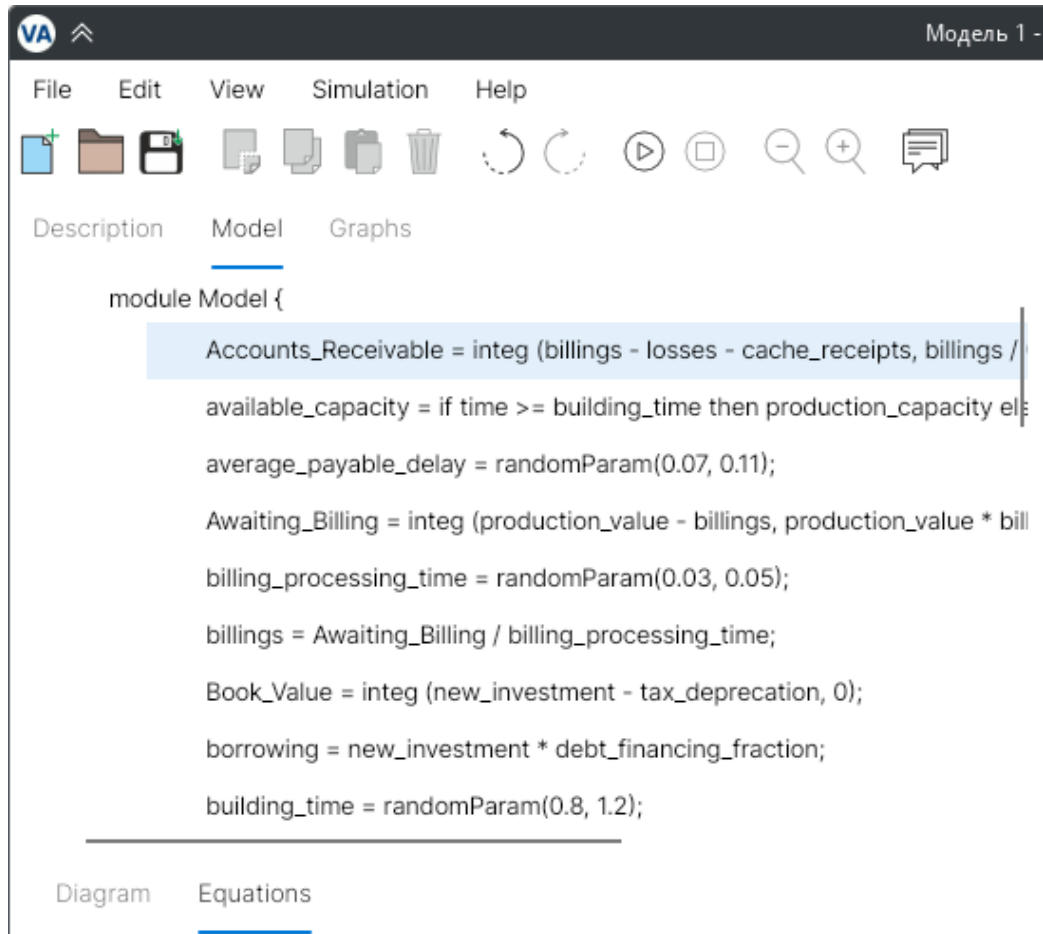 VA Модель 1 -
File Edit View Simulation Help
Description Model Graphs
module Model {
Accounts_Receivable = integ (billings - losses - cache_receipts, billings /
available_capacity = if time >= building_time then production_capacity els
average_payable_delay = randomParam(0.07, 0.11);
Awaiting_Billing = integ (production_value - billings, production_value * bill
billing_processing_time = randomParam(0.03, 0.05);
billings = Awaiting_Billing / billing_processing_time;
Book_Value = integ (new_investment - tax_deprecation, 0);
borrowing = new_investment * debt_financing_fraction;
building_time = randomParam(0.8, 1.2);
Diagram Equations